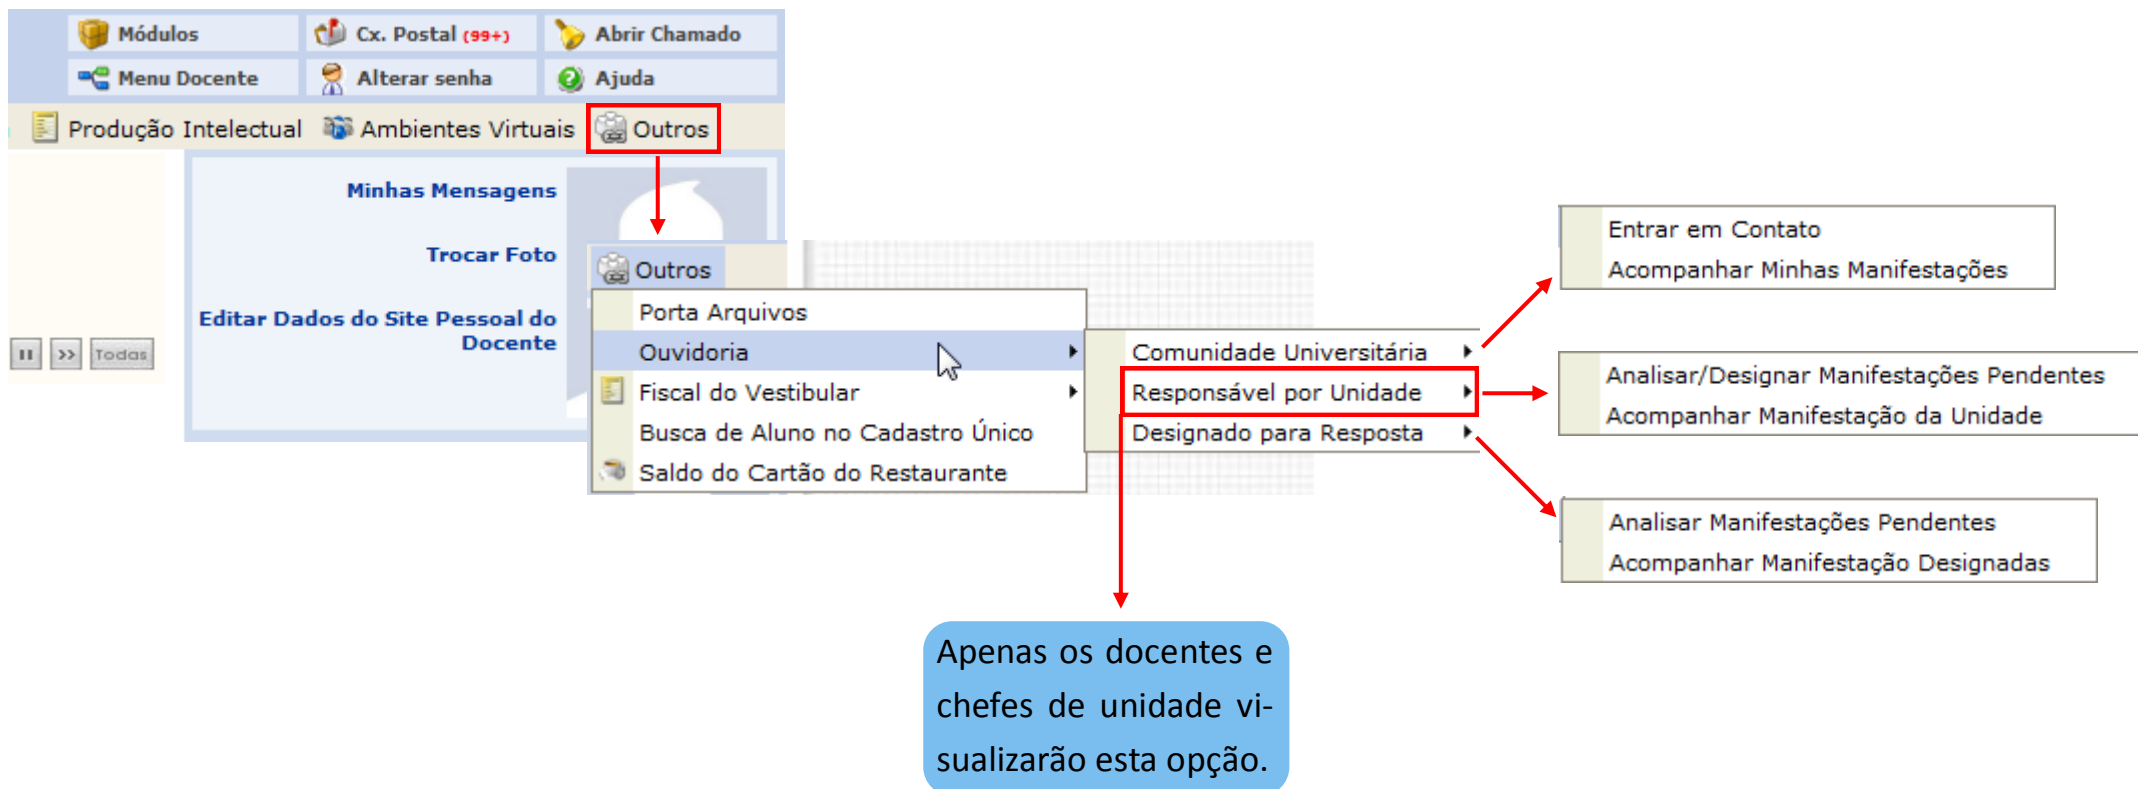 Módulos
Cx. Postal (99+)
Abrir Chamado
Menu Docente
Alterar senha
Ajuda
Produção Intelectual
Ambientes Virtuais
Outros
Minhas Mensagens
Trocar Foto
Editar Dados do Site Pessoal do
Docente
Todas
Outros
Porta Arquivos
Ouvidoria
Fiscal do Vestibular
Busca de Aluno no Cadastro Único
Saldo do Cartão do Restaurante
Comunidade Universitária
Responsável por Unidade
Designado para Resposta
Entrar em Contato
Acompanhar Minhas Manifestações
Analisar/Designar Manifestações Pendentes
Acompanhar Manifestação da Unidade
Analisar Manifestações Pendentes
Acompanhar Manifestação Designadas
Apenas os docentes e
chefes de unidade vi-
sualizarão esta opção.